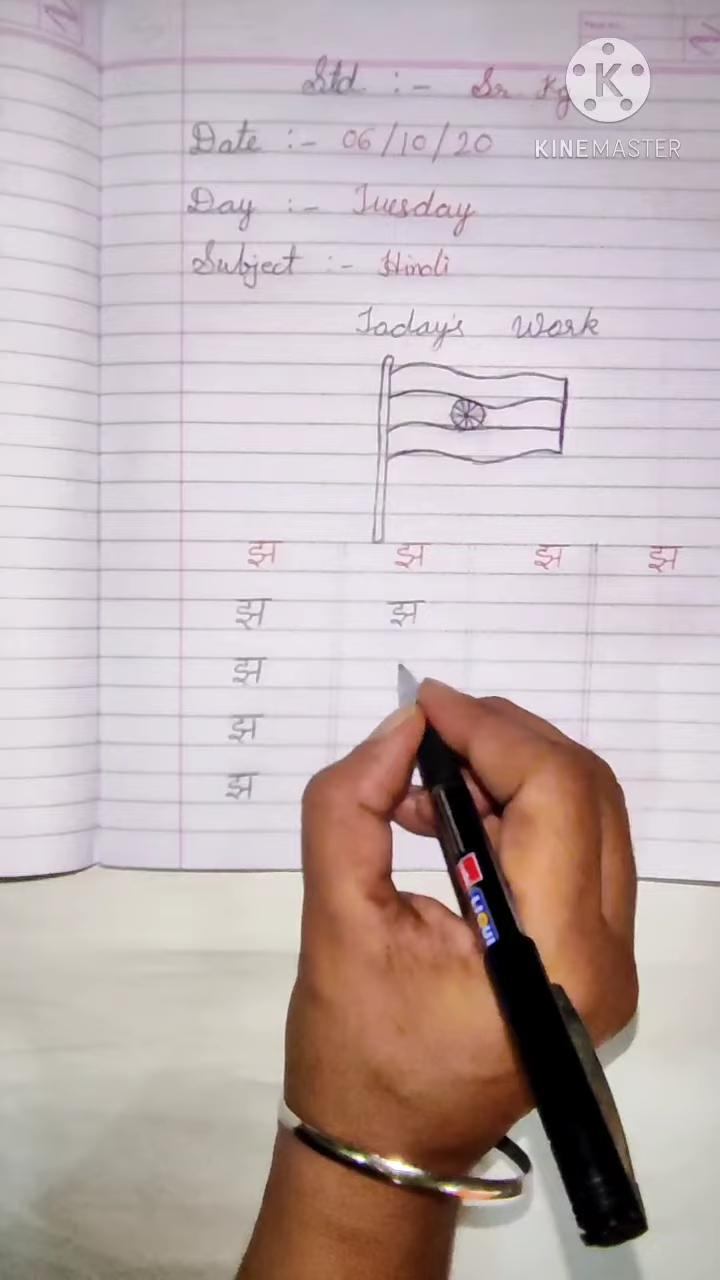 Std :- Sr. Kg
KINEMASTER
Date :- 06/10/20
Day :- Tuesday
Subject :- Hindi
Today's Work
झ झ झ झ
झ झ
झ
झ
झ